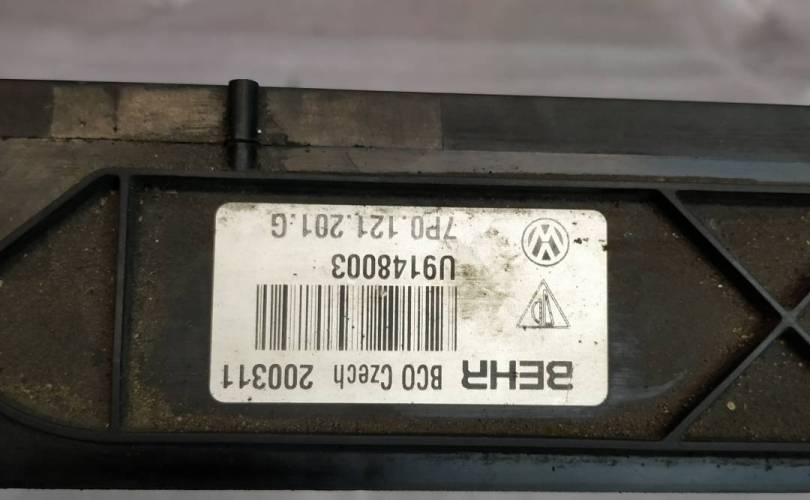 BEHR BCO Czech 200311
U9148003
7P0.121.201.G